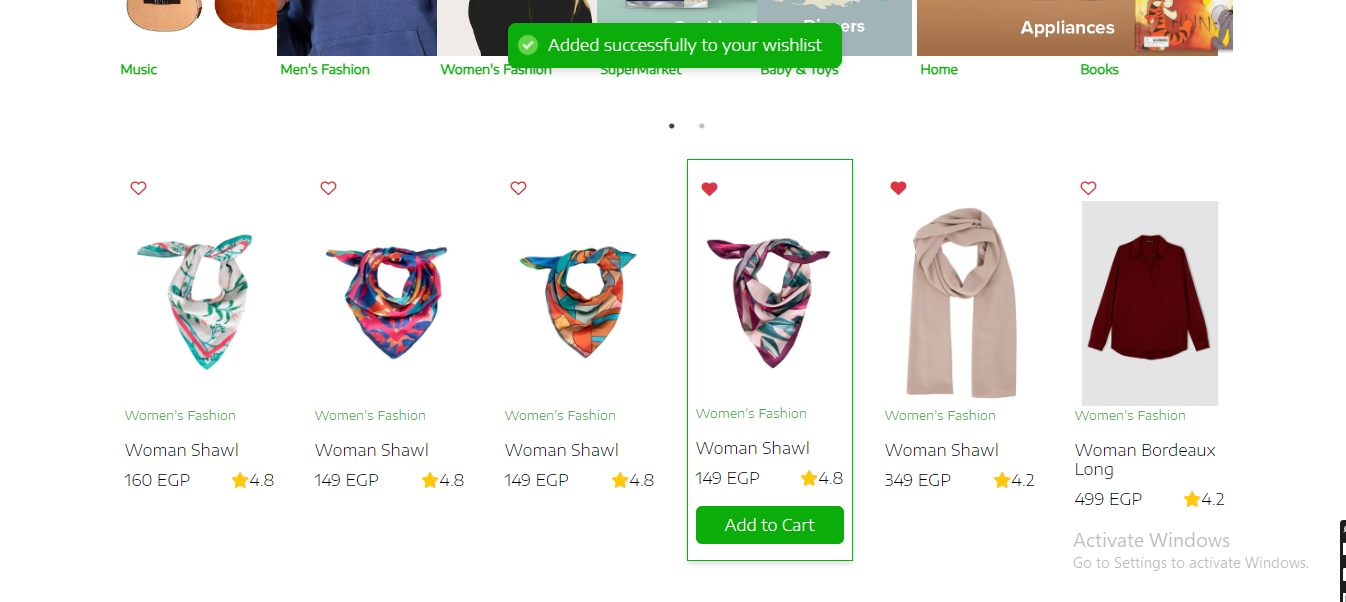 Appliances
Added successfully to your wishlist
Music
Men's Fashion
Women's Fashion
SuperMarket
Baby & Toys
Home
Books
Women's Fashion
Women's Fashion
Women's Fashion
Women's Fashion
Women's Fashion
Women's Fashion
Woman Shawl
Woman Shawl
Woman Shawl
Woman Shawl
Woman Shawl
Woman Bordeaux
Long
160 EGP 4.8
149 EGP 4.8
149 EGP 4.8
149 EGP 4.8
349 EGP 4.2
499 EGP 4.2
Add to Cart
Activate Windows
Go to Settings to activate Windows.